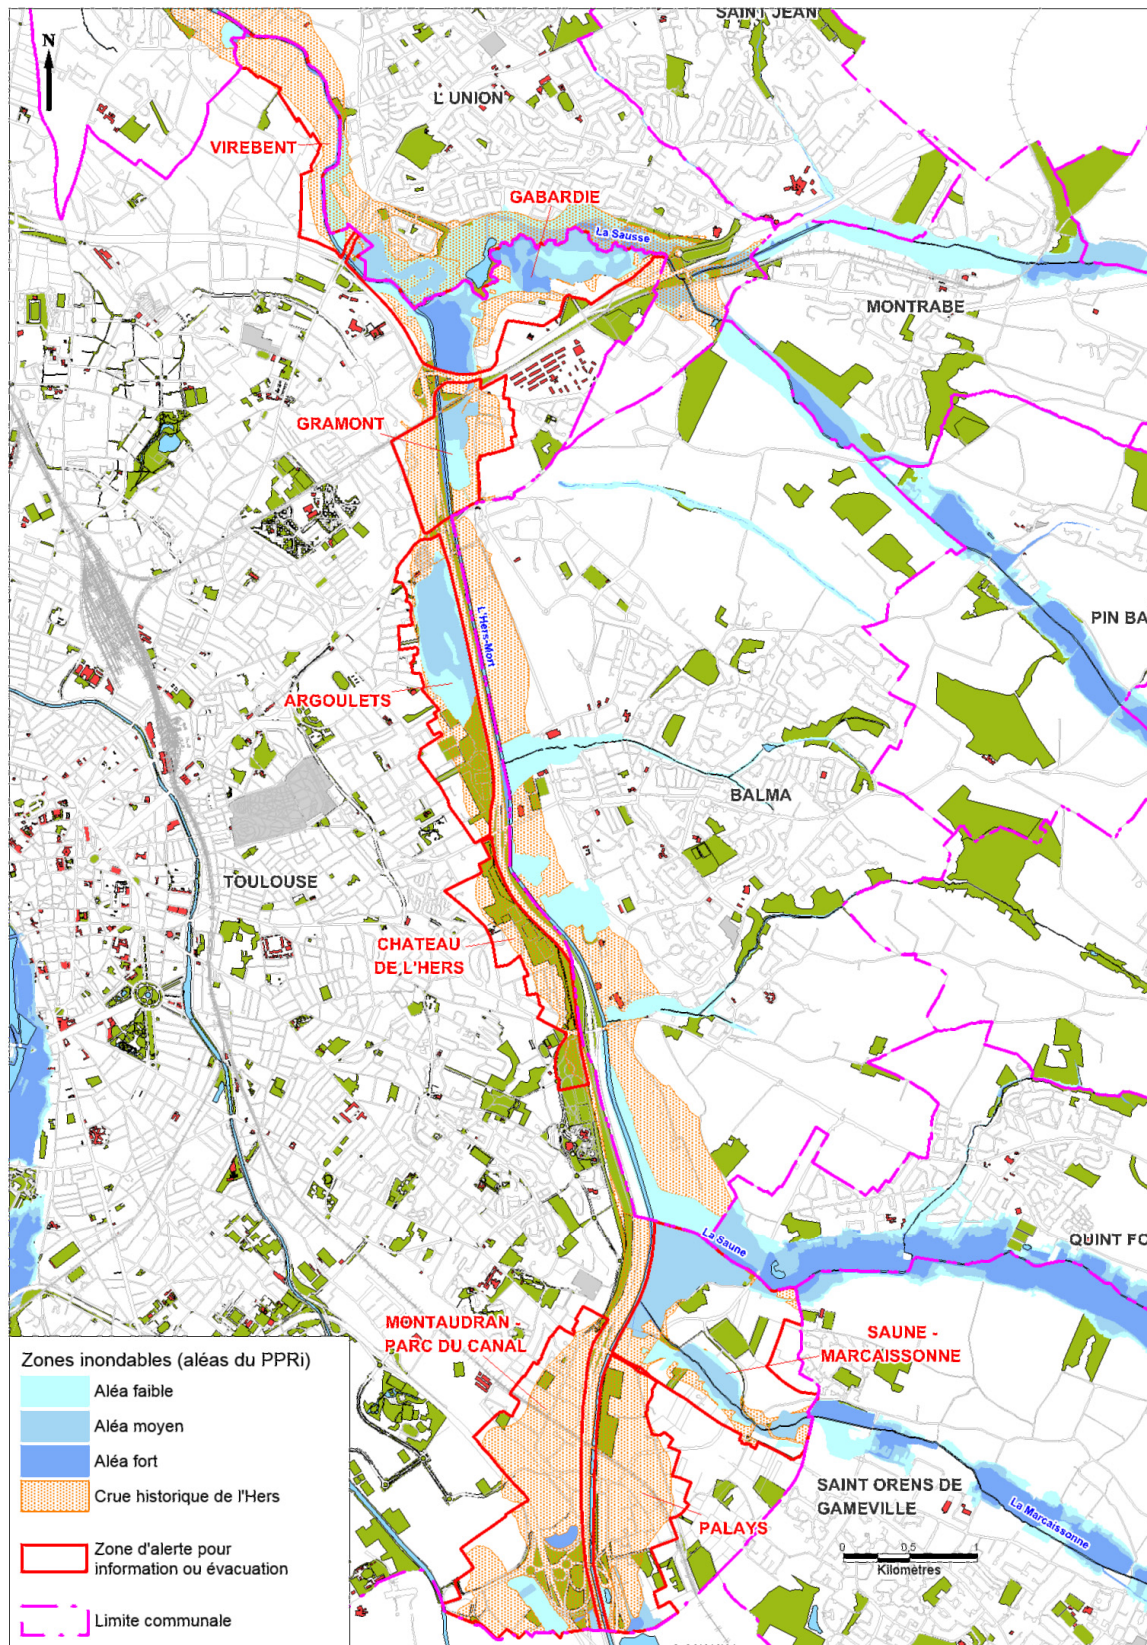 SAINT JEAN
N
L UNION
VIREBENT
GABARDIE
La Sausse
MONTRABE
GRAMONT
L'Hers-Mort
PIN BA
ARGOULETS
BALMA
TOULOUSE
CHATEAU
DE L'HERS
La Saune
QUINT FO
MONTAUDRAN -
PARC DU CANAL
SAUNE -
MARCAISSONNE
Zones inondables (aléas du PPRi)
Aléa faible
Aléa moyen
Aléa fort
Crue historique de l'Hers
Zone d'alerte pour
information ou évacuation
Limite communale
SAINT ORENS DE
GAMEVILLE
La Marcaissonne
PALAYS
0 0,5 1
Kilomètres